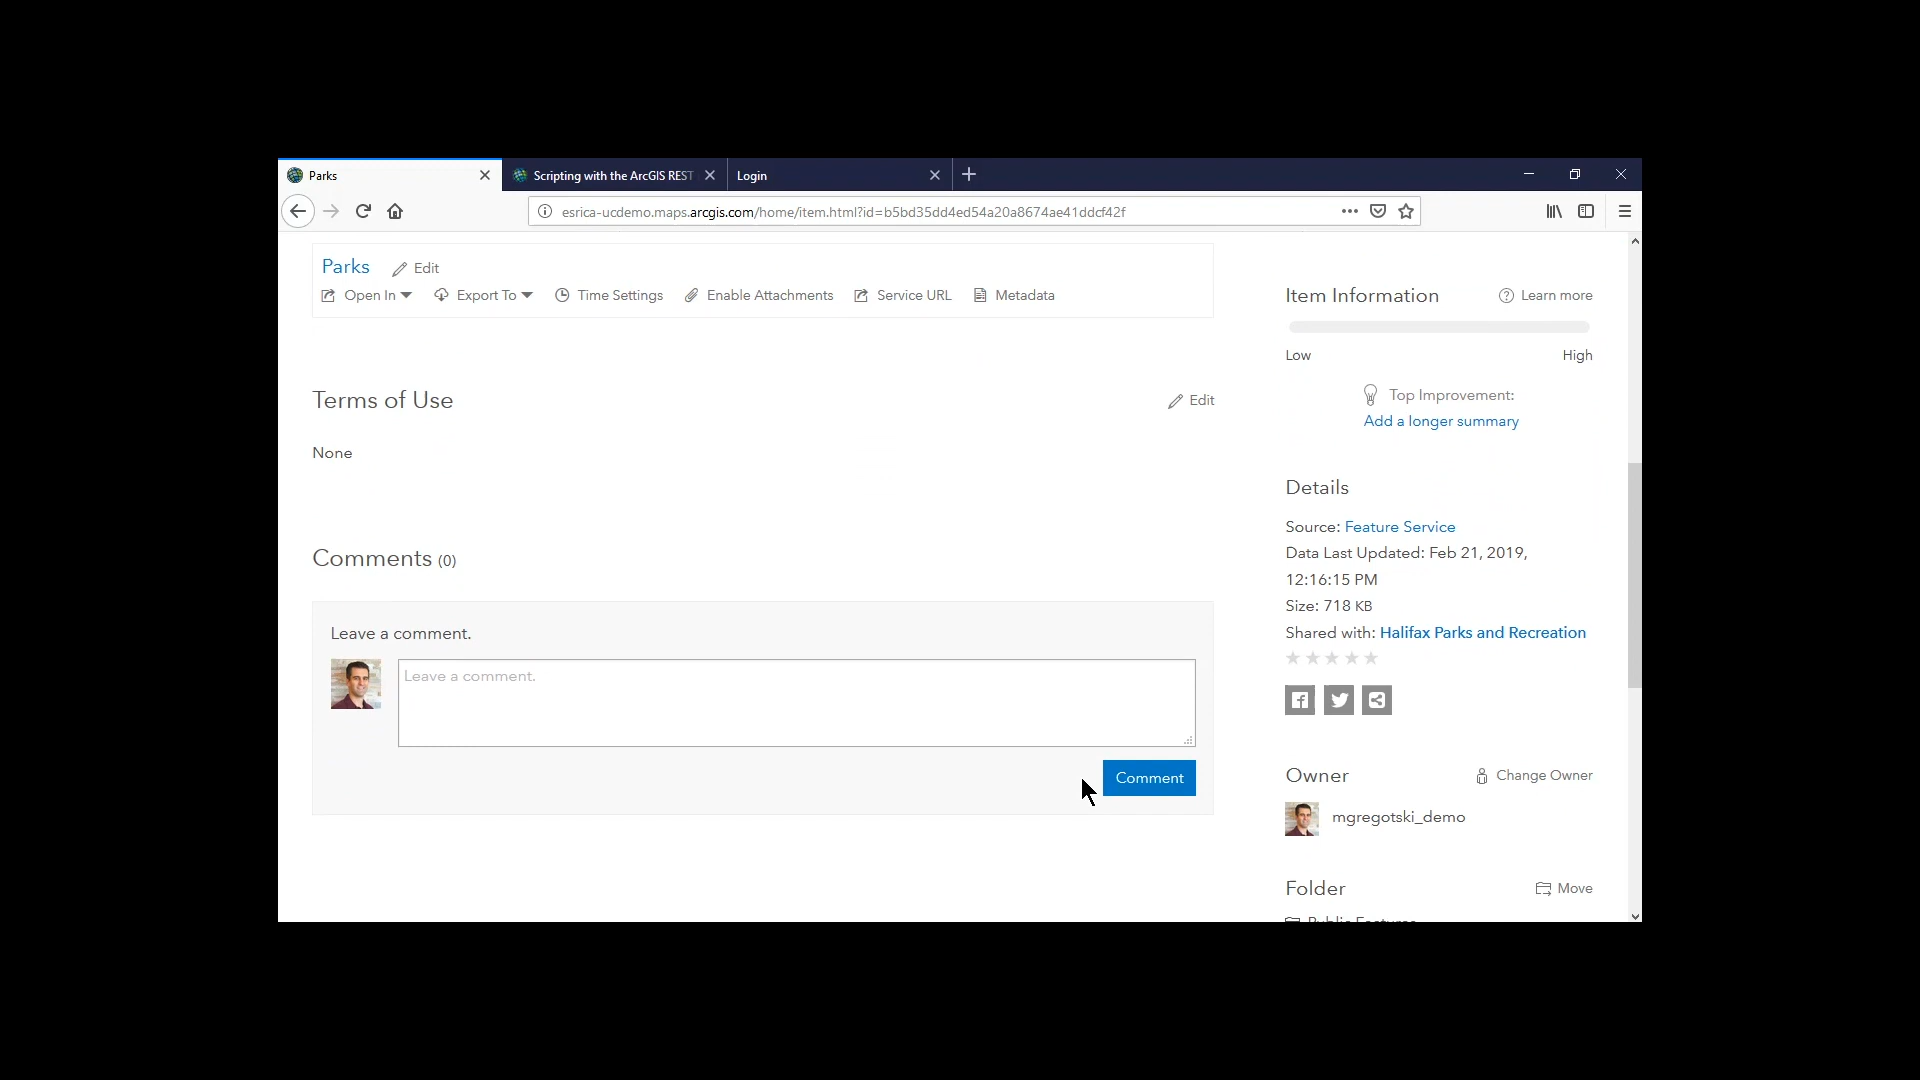 Parks
Scripting with the ArcGIS REST
Login
esrica-ucdemo.maps.arcgis.com/home/item.html?id=b5bd35dd4ed54a20a8674ae41ddcf42f
Parks Edit
Open In Export To Time Settings Enable Attachments Service URL Metadata
Terms of Use Edit
None
Comments (0)
Leave a comment.
Leave a comment.
Comment
Item Information Learn more
Low High
Top Improvement:
Add a longer summary
Details
Source: Feature Service
Data Last Updated: Feb 21, 2019,
12:16:15 PM
Size: 718 KB
Shared with: Halifax Parks and Recreation
Owner Change Owner
mgregotski_demo
Folder Move